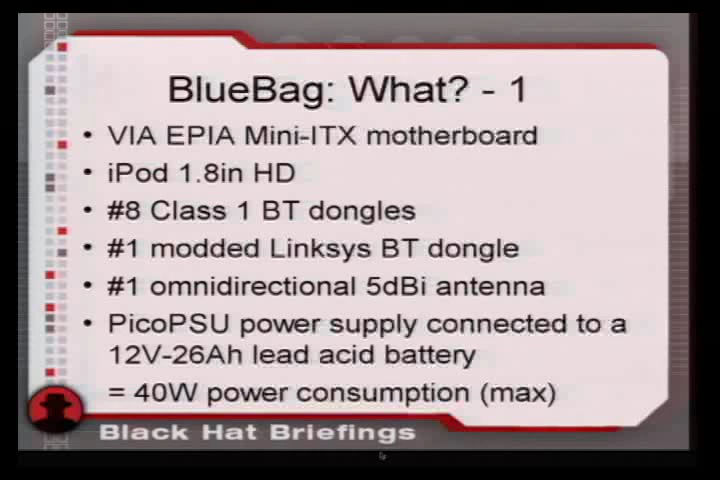 BlueBag: What? - 1
• VIA EPIA Mini-ITX motherboard
• iPod 1.8in HD
• #8 Class 1 BT dongles
• #1 modded Linksys BT dongle
• #1 omnidirectional 5dBi antenna
• PicoPSU power supply connected to a
12V-26Ah lead acid battery
= 40W power consumption (max)
Black Hat Briefings